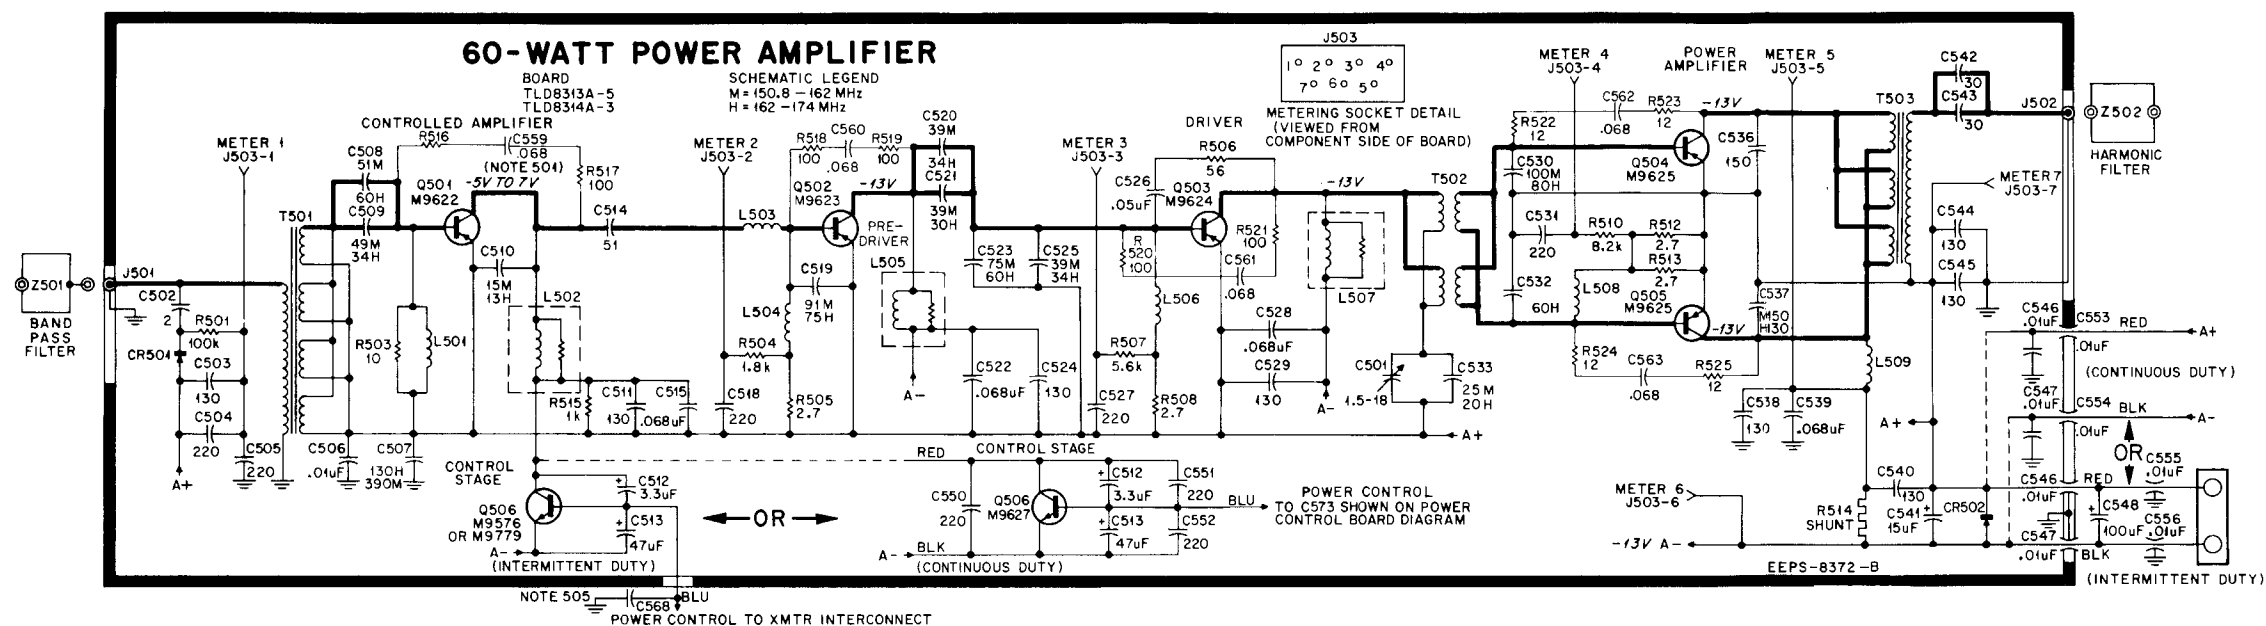 60-WATT POWER AMPLIFIER
BOARD
TLD8313A-5
TLD8314A-3
SCHEMATIC LEGEND
M = 150.8 - 162 MHz
H = 162 - 174 MHz
J503
1 2 3 4
7 6 5
METERING SOCKET DETAIL
(VIEWED FROM
COMPONENT SIDE OF BOARD)
Z501
BAND
PASS
FILTER
J501
C502
2
R501
100k
CR501
C503
130
C504
220
A+
METER 1
J503-1
C505
220
T501
C506
.01uF
CONTROLLED AMPLIFIER
C508
51M
60H
C509
49M
34H
R516
C559
.068
(NOTE 501)
-5V TO 7V
R517
100
Q501
M9622
C510
15M
13H
R503
10
L501
C507
130H
390M
L502
C514
51
R515
1k
C511
130
C515
.068uF
CONTROL
STAGE
Q506
M9576
OR M9779
C512
3.3uF
C513
47uF
A-
(INTERMITTENT DUTY)
NOTE 505
C568
BLU
POWER CONTROL TO XMTR INTERCONNECT
METER 2
J503-2
L503
R518
100
C560
.068
R519
100
Q502
M9623
PRE-
DRIVER
C519
91M
75H
L504
R504
1.8k
C518
220
R505
2.7
-13V
C520
39M
34H
C521
39M
30H
L505
A-
C522
.068uF
C524
130
C523
75M
60H
C525
39M
34H
RED
CONTROL STAGE
OR
C550
220
Q506
M9627
C512
3.3uF
C513
47uF
C551
220
C552
220
BLU
POWER CONTROL
TO C573 SHOWN ON POWER
CONTROL BOARD DIAGRAM
A-
BLK
(CONTINUOUS DUTY)
METER 3
J503-3
DRIVER
C526
.05uF
R506
56
Q503
M9624
R
520
100
R521
100
C561
.068
L506
R507
5.6k
C527
220
R508
2.7
C528
.068uF
C529
130
-13V
L507
A-
A+
T502
C501
1.5-18
C533
25M
20H
METER 4
J503-4
R522
12
C562
.068
R523
12
C530
100M
80H
C531
220
C532
60H
R510
8.2k
R512
2.7
R513
2.7
L508
R524
12
C563
.068
R525
12
POWER
AMPLIFIER
-13V
Q504
M9625
Q505
M9625
-13V
METER 5
J503-5
C536
150
C537
M150
H130
C538
130
C539
.068uF
T503
L509
C542
30
C543
30
J502
Z502
HARMONIC
FILTER
METER 7
J503-7
C544
130
C545
130
A+
METER 6
J503-6
-13V A-
R514
SHUNT
C540
130
C541
15uF
CR502
C546
.01uF
C553
.01uF
RED
A+
(CONTINUOUS DUTY)
C547
.01uF
C554
.01uF
BLK
A-
OR
C546
.01uF
RED
C555
.01uF
C548
100uF
C556
.01uF
C547
.01uF
BLK
(INTERMITTENT DUTY)
EEPS-8372-B